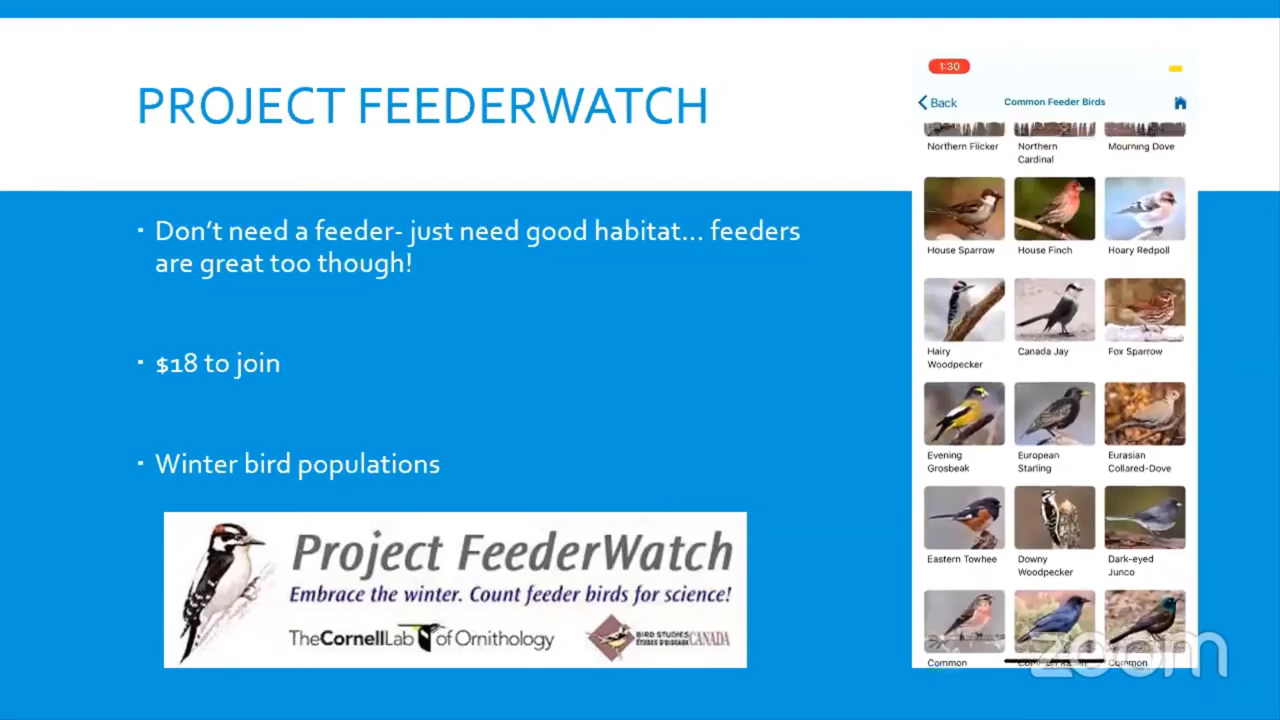 PROJECT FEEDERWATCH
Don't need a feeder- just need good habitat... feeders
are great too though!
$18 to join
Winter bird populations
Project FeederWatch
Embrace the winter. Count feeder birds for science!
TheCornellLab of Ornithology
BIRD STUDIES
ÉTUDES D'OISEAUX
CANADA
1:30
Back
Common Feeder Birds
Northern Flicker
Northern
Cardinal
Mourning Dove
House Sparrow
House Finch
Hoary Redpoll
Hairy
Woodpecker
Canada Jay
Fox Sparrow
Evening
Grosbeak
European
Starling
Eurasian
Collared-Dove
Eastern Towhee
Downy
Woodpecker
Dark-eyed
Junco
Common
Common Raven
Common
zoom